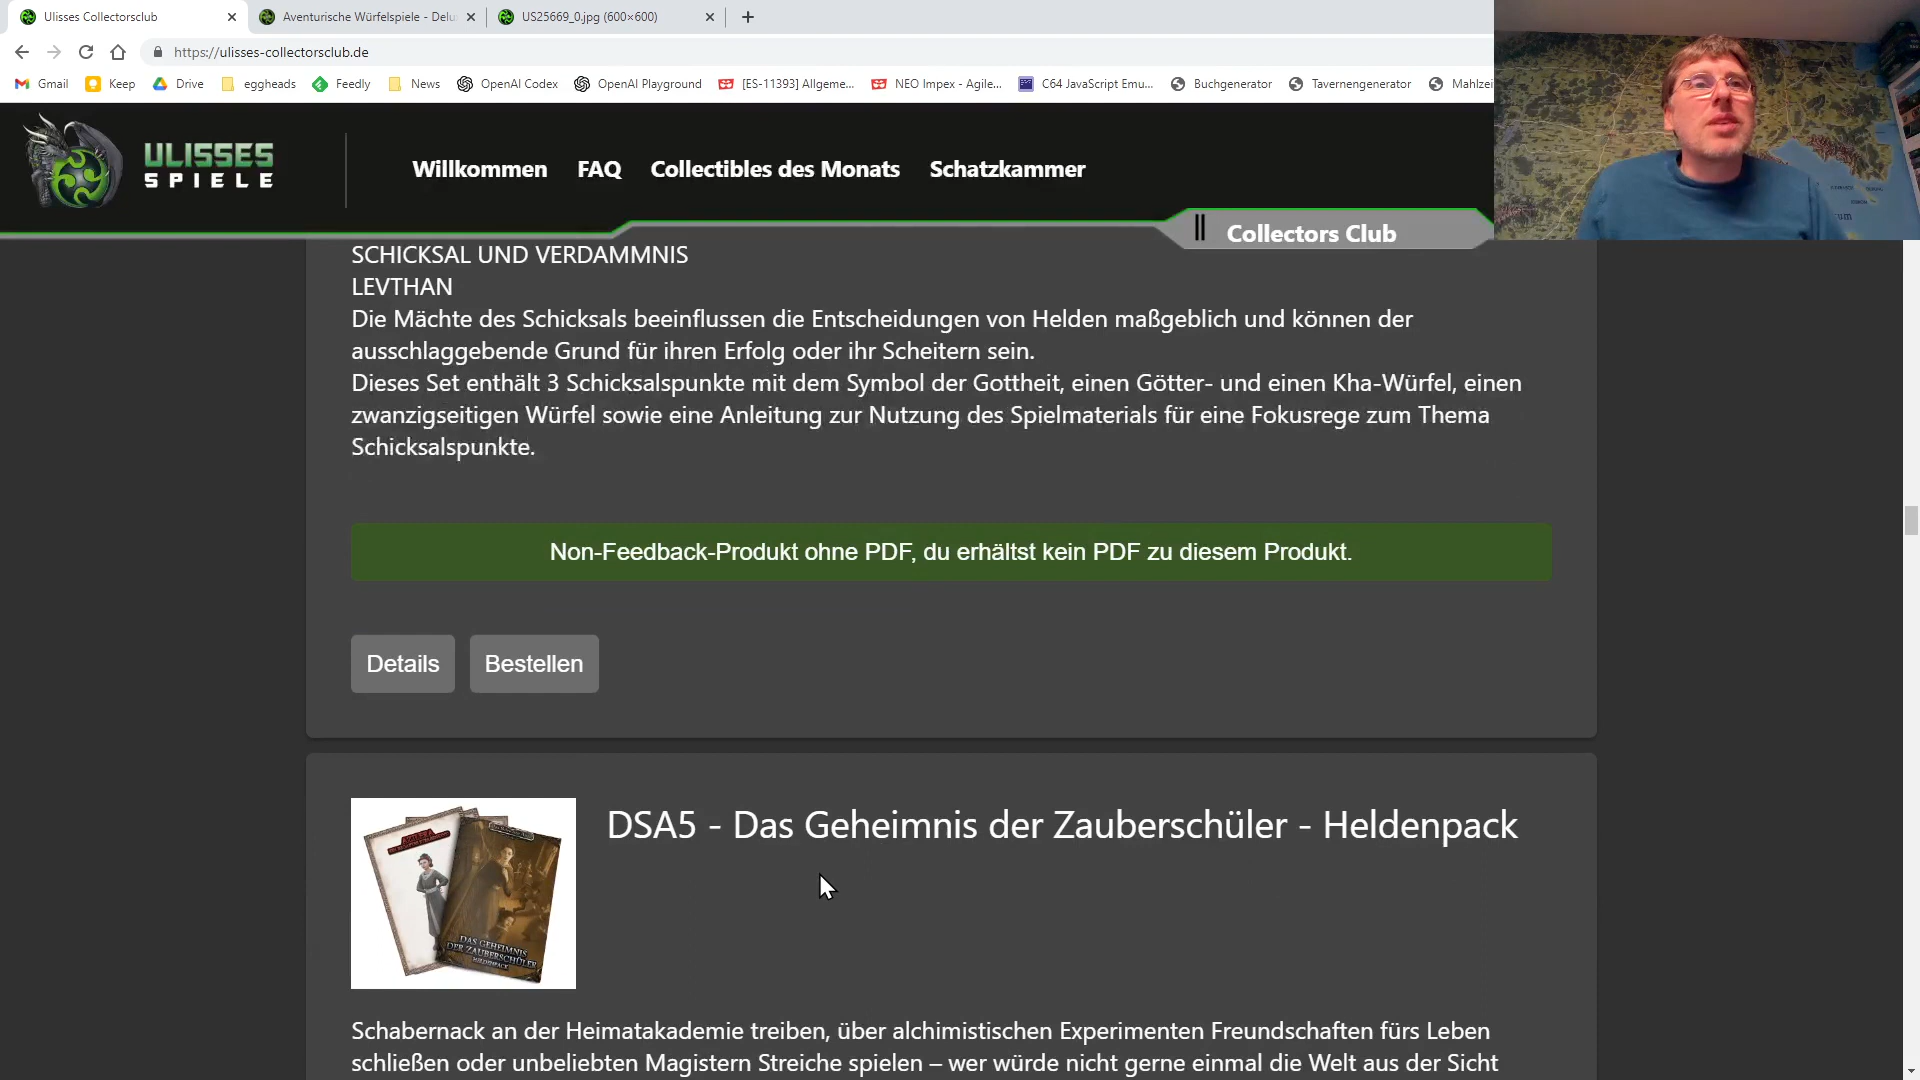 Ulisses Collectorsclub
Aventurische Würfelspiele - Delu
US25669_0.jpg (600×600)
https://ulisses-collectorsclub.de
Gmail Keep Drive eggheads Feedly News OpenAI Codex OpenAI Playground [ES-11393] Allgeme... NEO Impex - Agile... C64 JavaScript Emu... Buchgenerator Tavernengenerator Mahlzei
ULISSES
SPIELE
Willkommen FAQ Collectibles des Monats Schatzkammer
Collectors Club
SCHICKSAL UND VERDAMMNIS
LEVTHAN
Die Mächte des Schicksals beeinflussen die Entscheidungen von Helden maßgeblich und können der
ausschlaggebende Grund für ihren Erfolg oder ihr Scheitern sein.
Dieses Set enthält 3 Schicksalspunkte mit dem Symbol der Gottheit, einen Götter- und einen Kha-Würfel, einen
zwanzigseitigen Würfel sowie eine Anleitung zur Nutzung des Spielmaterials für eine Fokusrege zum Thema
Schicksalspunkte.
Non-Feedback-Produkt ohne PDF, du erhältst kein PDF zu diesem Produkt.
Details Bestellen
DSA5 - Das Geheimnis der Zauberschüler - Heldenpack
DAS GEHEIMNIS
DER ZAUBERSCHÜLER
HELDENPACK
Schabernack an der Heimatakademie treiben, über alchimistischen Experimenten Freundschaften fürs Leben
schließen oder unbeliebten Magistern Streiche spielen – wer würde nicht gerne einmal die Welt aus der Sicht